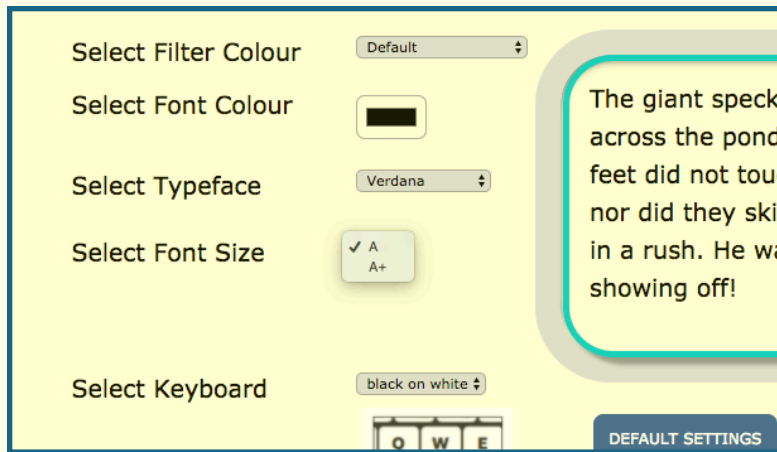 Select Filter Colour
Default
Select Font Colour
Select Typeface
Verdana
Select Font Size
✓ A
A+
Select Keyboard
black on white
Q W E
The giant speck
across the pond
feet did not tou
nor did they ski
in a rush. He wa
showing off!
DEFAULT SETTINGS